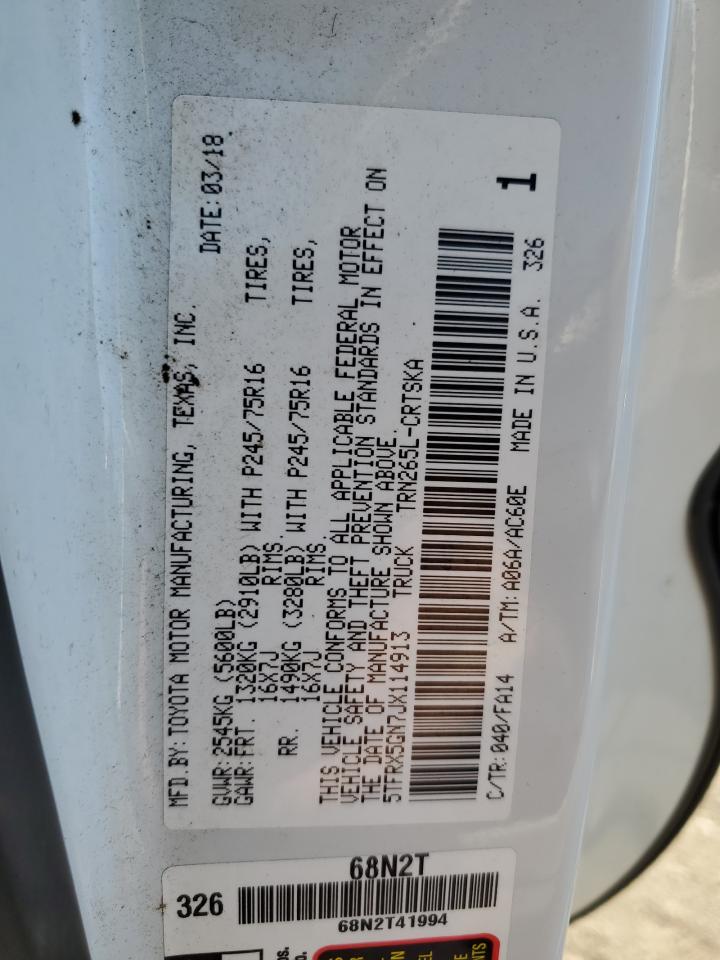 MFD.BY:TOYOTA MOTOR MANUFACTURING, TEXAS, INC.
DATE:03/18
GVWR:2545KG (5600LB)
GAWR:FRT. 1320KG (2910LB) WITH P245/75R16 TIRES,
16X7J RIMS.
RR. 1490KG (3280LB) WITH P245/75R16 TIRES,
16X7J RIMS.
THIS VEHICLE CONFORMS TO ALL APPLICABLE FEDERAL MOTOR
VEHICLE SAFETY AND THEFT PREVENTION STANDARDS IN EFFECT ON
THE DATE OF MANUFACTURE SHOWN ABOVE.
5TFRX5GN7JX114913 TRUCK TRN265L-CRTSKA
1
C/TR:040/FA14 A/TM:A06A/AC60E MADE IN U.S.A. 326
68N2T
326
68N2T41994